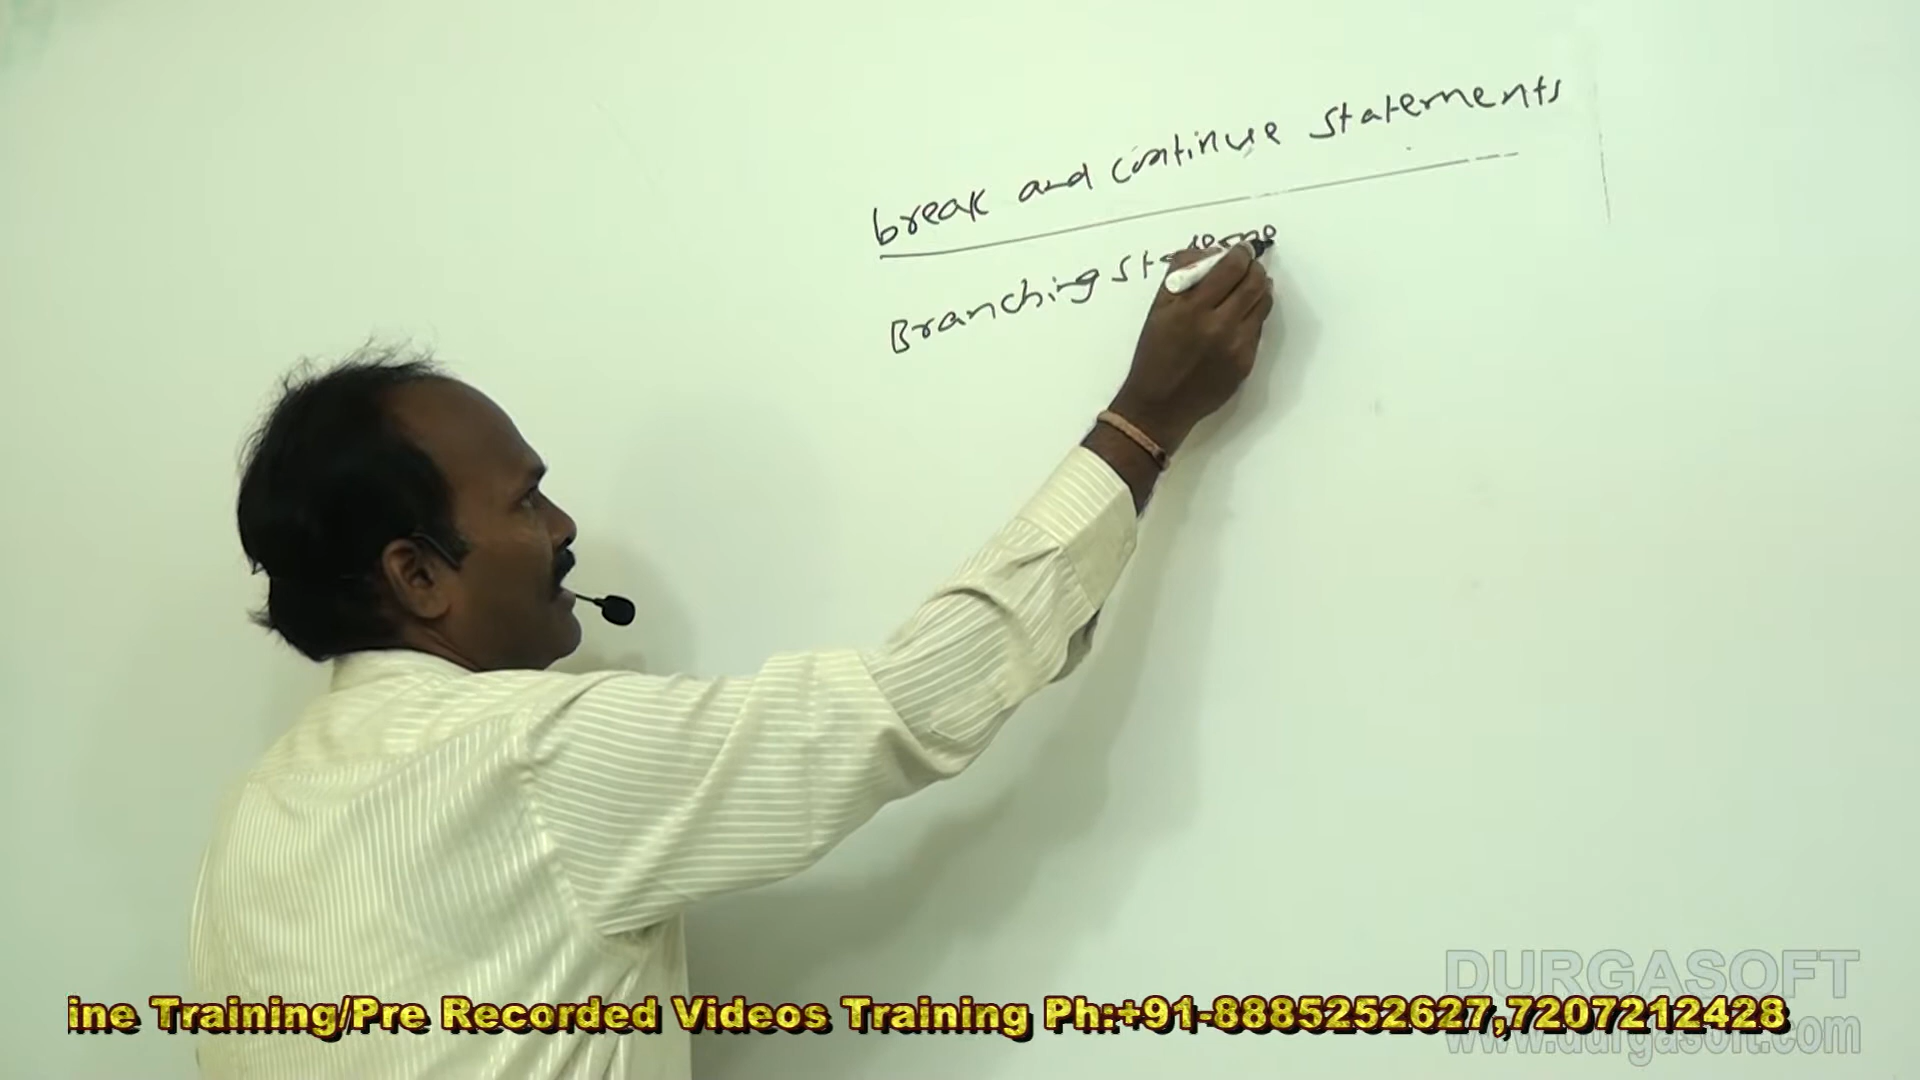 break and continue statements
Branching stateme
DURGASOFT
ine Training/Pre Recorded Videos Training Ph:+91-8885252627,7207212428
www.durgasoft.com